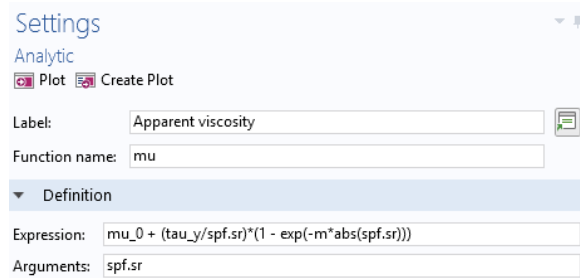 Settings
Analytic
Plot Create Plot
Label: Apparent viscosity
Function name: mu
Definition
Expression: mu_0 + (tau_y/spf.sr)*(1 - exp(-m*abs(spf.sr)))
Arguments: spf.sr